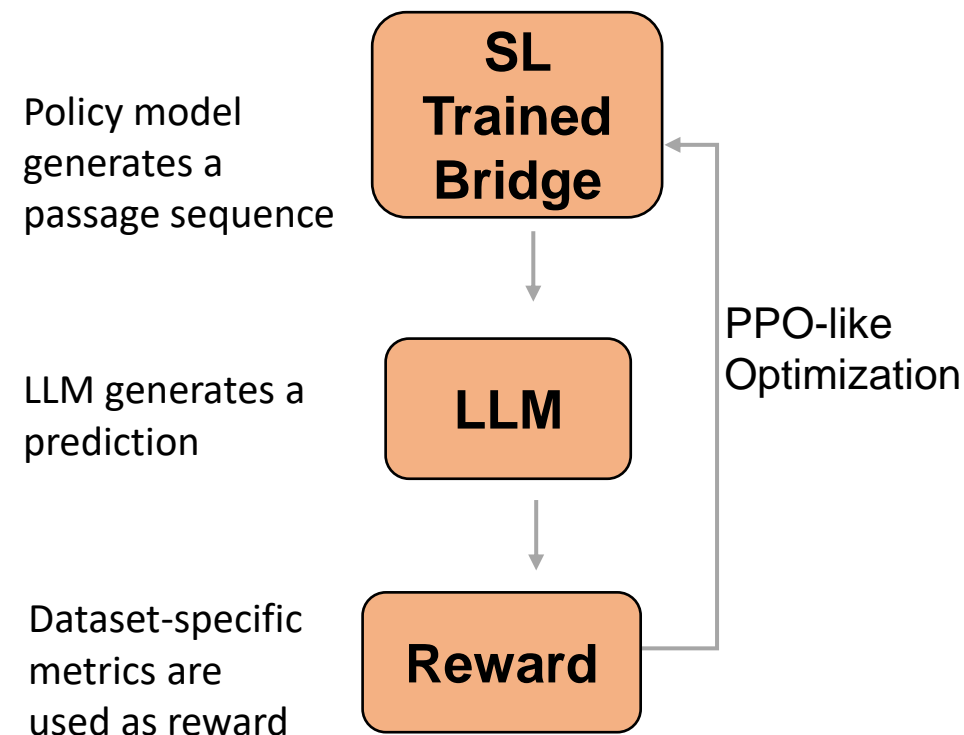 SL
Trained
Bridge
Policy model
generates a
passage sequence
PPO-like
Optimization
LLM generates a
prediction
LLM
Dataset-specific
metrics are
used as reward
Reward